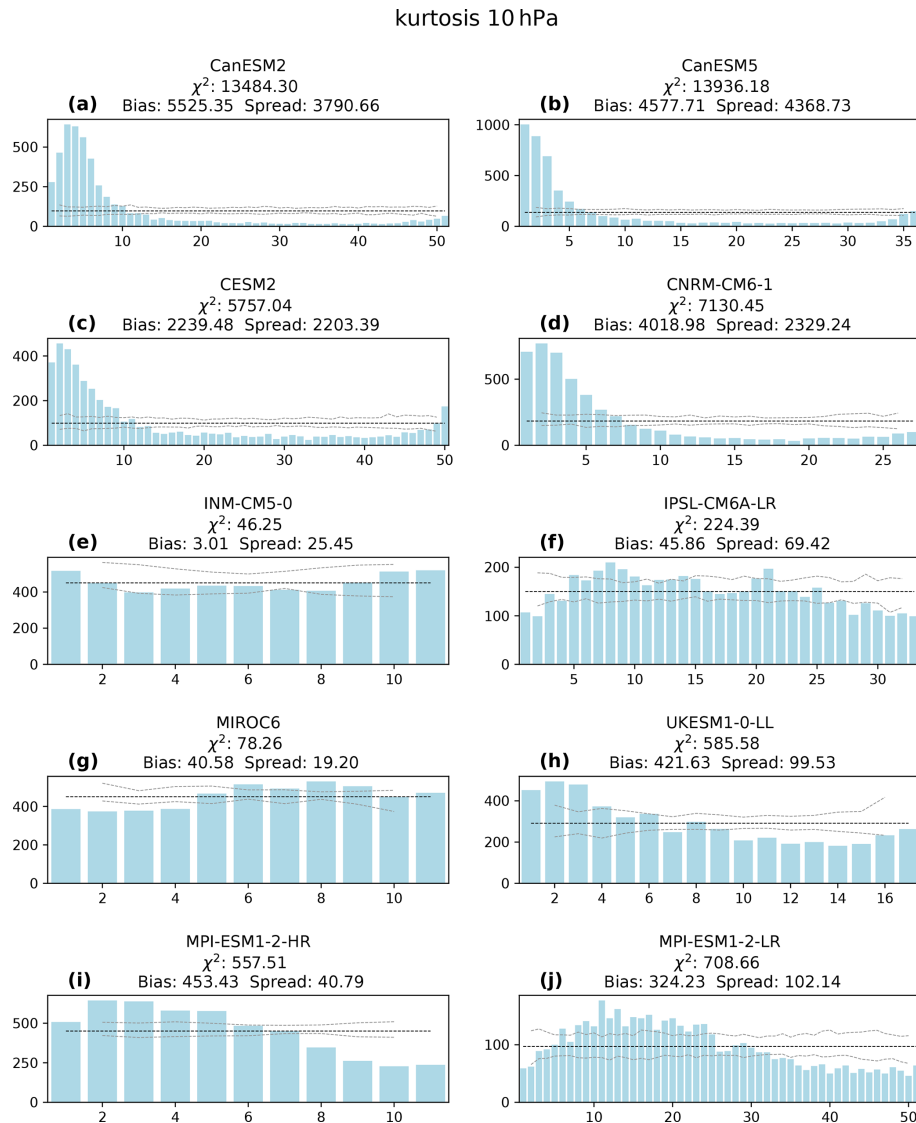 kurtosis 10 hPa
CanESM2
χ²: 13484.30
(a) Bias: 5525.35 Spread: 3790.66
500
250
0
10 20 30 40 50
CanESM5
χ²: 13936.18
(b) Bias: 4577.71 Spread: 4368.73
1000
500
0
5 10 15 20 25 30 35
CESM2
χ²: 5757.04
(c) Bias: 2239.48 Spread: 2203.39
400
200
0
10 20 30 40 50
CNRM-CM6-1
χ²: 7130.45
(d) Bias: 4018.98 Spread: 2329.24
500
0
5 10 15 20 25
INM-CM5-0
χ²: 46.25
(e) Bias: 3.01 Spread: 25.45
400
200
0
2 4 6 8 10
IPSL-CM6A-LR
χ²: 224.39
(f) Bias: 45.86 Spread: 69.42
200
100
0
5 10 15 20 25 30
MIROC6
χ²: 78.26
(g) Bias: 40.58 Spread: 19.20
400
200
0
2 4 6 8 10
UKESM1-0-LL
χ²: 585.58
(h) Bias: 421.63 Spread: 99.53
400
200
0
2 4 6 8 10 12 14 16
MPI-ESM1-2-HR
χ²: 557.51
(i) Bias: 453.43 Spread: 40.79
500
250
0
2 4 6 8 10
MPI-ESM1-2-LR
χ²: 708.66
(j) Bias: 324.23 Spread: 102.14
100
0
10 20 30 40 50